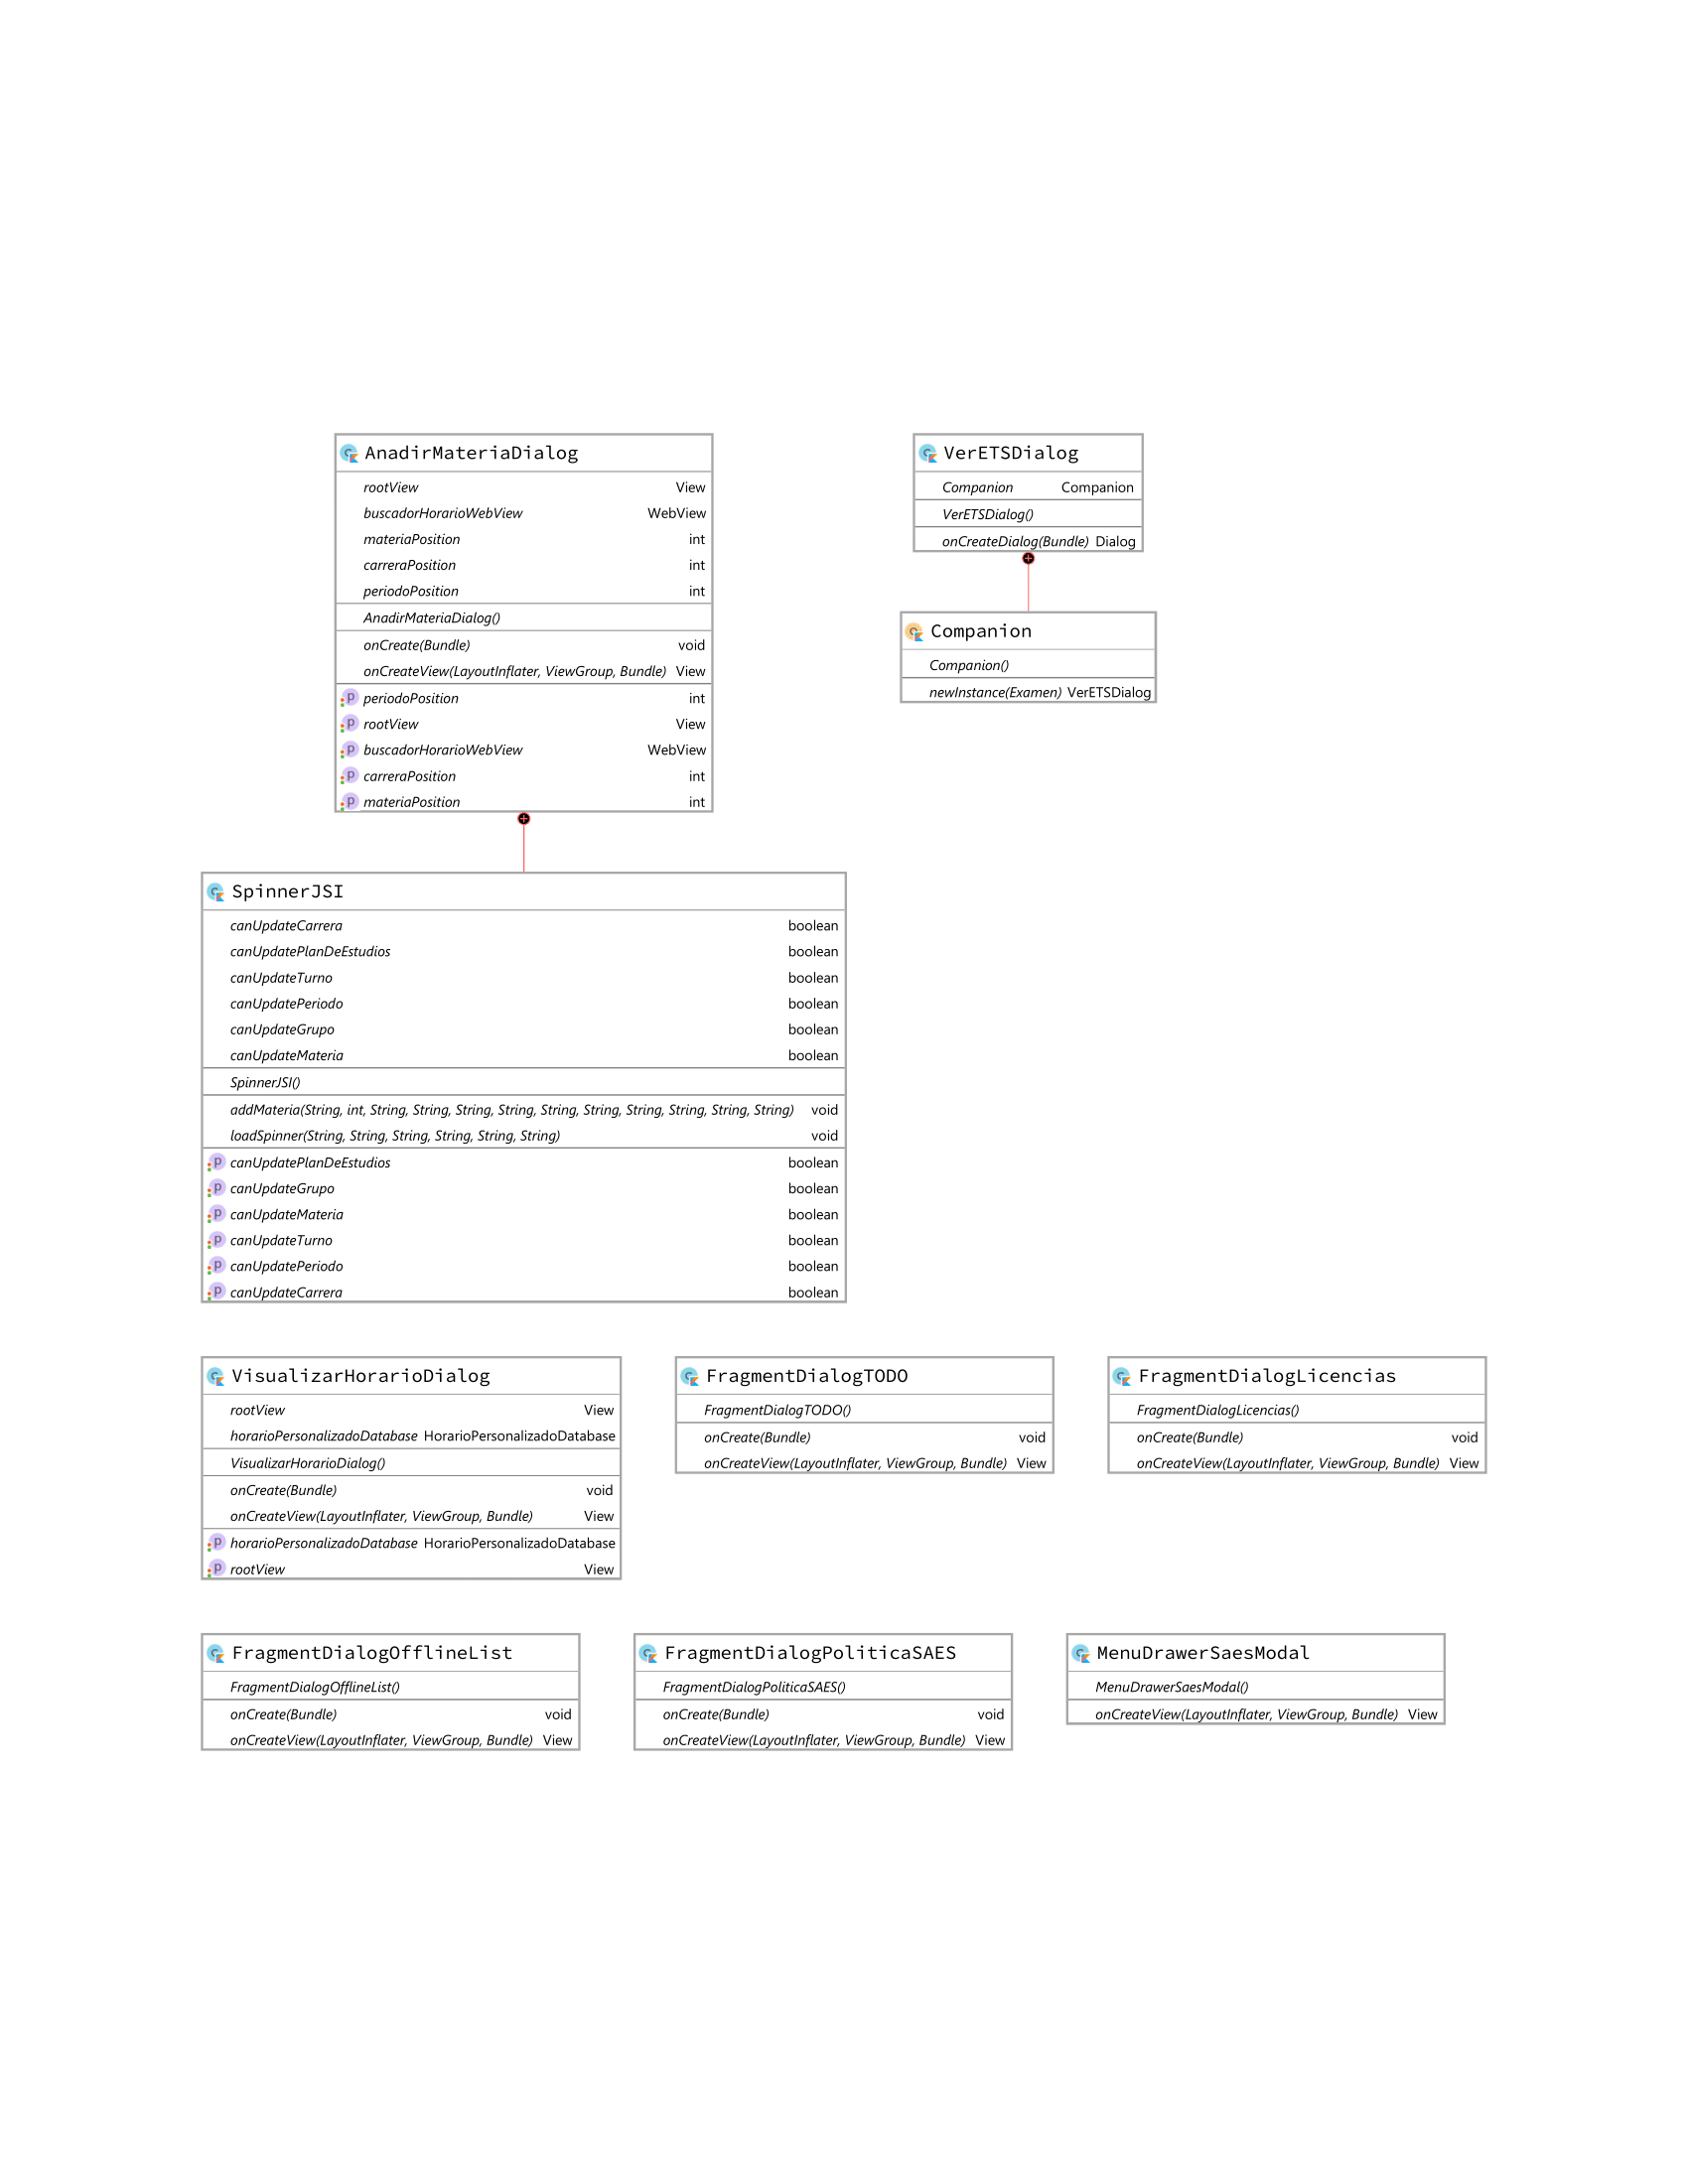 AnadirMateriaDialog
rootView View
buscadorHorarioWebView WebView
materiaPosition int
carreraPosition int
periodoPosition int
AnadirMateriaDialog()
onCreate(Bundle) void
onCreateView(LayoutInflater, ViewGroup, Bundle) View
p periodoPosition int
p rootView View
p buscadorHorarioWebView WebView
p carreraPosition int
p materiaPosition int
VerETSDialog
Companion Companion
VerETSDialog()
onCreateDialog(Bundle) Dialog
Companion
Companion()
newInstance(Examen) VerETSDialog
SpinnerJSI
canUpdateCarrera boolean
canUpdatePlanDeEstudios boolean
canUpdateTurno boolean
canUpdatePeriodo boolean
canUpdateGrupo boolean
canUpdateMateria boolean
SpinnerJSI()
addMateria(String, int, String, String, String, String, String, String, String, String, String, String) void
loadSpinner(String, String, String, String, String, String) void
p canUpdatePlanDeEstudios boolean
p canUpdateGrupo boolean
p canUpdateMateria boolean
p canUpdateTurno boolean
p canUpdatePeriodo boolean
p canUpdateCarrera boolean
VisualizarHorarioDialog
rootView View
horarioPersonalizadoDatabase HorarioPersonalizadoDatabase
VisualizarHorarioDialog()
onCreate(Bundle) void
onCreateView(LayoutInflater, ViewGroup, Bundle) View
p horarioPersonalizadoDatabase HorarioPersonalizadoDatabase
p rootView View
FragmentDialogTODO
FragmentDialogTODO()
onCreate(Bundle) void
onCreateView(LayoutInflater, ViewGroup, Bundle) View
FragmentDialogLicencias
FragmentDialogLicencias()
onCreate(Bundle) void
onCreateView(LayoutInflater, ViewGroup, Bundle) View
FragmentDialogOfflineList
FragmentDialogOfflineList()
onCreate(Bundle) void
onCreateView(LayoutInflater, ViewGroup, Bundle) View
FragmentDialogPoliticaSAES
FragmentDialogPoliticaSAES()
onCreate(Bundle) void
onCreateView(LayoutInflater, ViewGroup, Bundle) View
MenuDrawerSaesModal
MenuDrawerSaesModal()
onCreateView(LayoutInflater, ViewGroup, Bundle) View